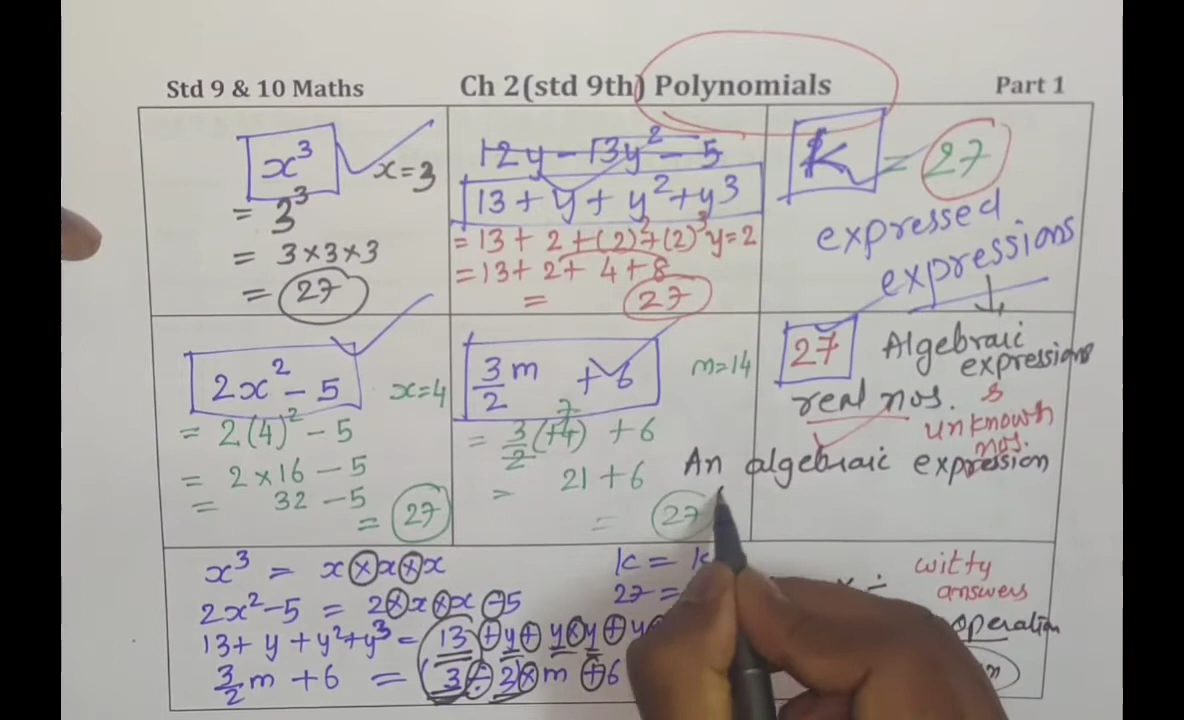 Std 9 & 10 Maths
Ch 2(std 9th) Polynomials
Part 1
x³
x=3
= 3³
= 3×3×3
= 27
12y - 13y² - 5
13 + y + y² + y³
= 13 + 2 + (2)² + (2)³ y=2
= 13 + 2 + 4 + 8
= 27
K = 27
expressed
expressions
2x² - 5
x=4
= 2(4)² - 5
= 2×16 - 5
= 32 - 5
= 27
3/2 m + 6
m=14
= 3/2 (14) + 6
7
= 21 + 6
= 27
27
Algebraic
expressions
real nos. &
unknown
nos.
An algebraic expression
x³ = x × x × x
2x² - 5 = 2 × x × x - 5
13 + y + y² + y³ = 13 + y + y × y + y
3/2 m + 6 = 3 ÷ 2 × m + 6
k = k
27 =
÷
witty
answers
operation